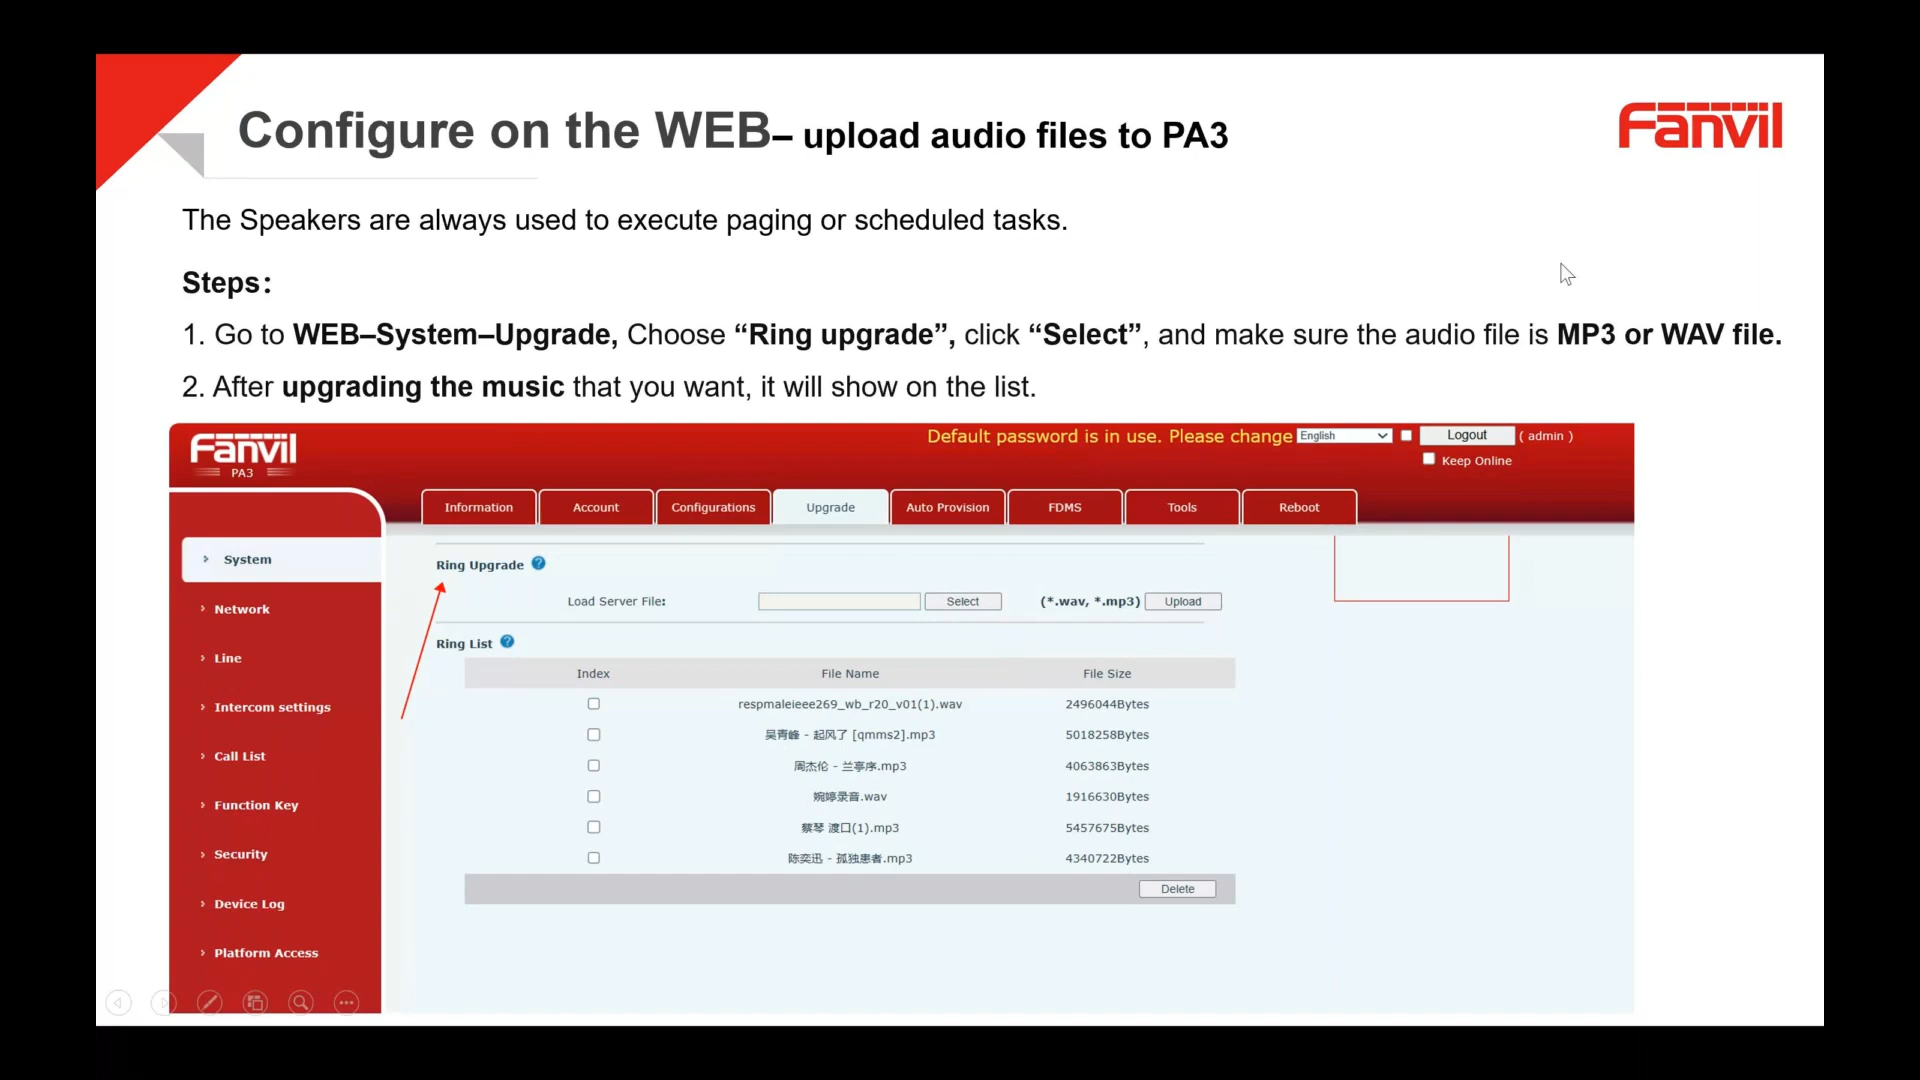 Configure on the WEB– upload audio files to PA3
Fanvil
The Speakers are always used to execute paging or scheduled tasks.
Steps：
1. Go to WEB–System–Upgrade, Choose “Ring upgrade”, click “Select”, and make sure the audio file is MP3 or WAV file.
2. After upgrading the music that you want, it will show on the list.
Fanvil
PA3
Default password is in use. Please change
English
Logout
( admin )
Keep Online
Information
Account
Configurations
Upgrade
Auto Provision
FDMS
Tools
Reboot
› System
› Network
› Line
› Intercom settings
› Call List
› Function Key
› Security
› Device Log
› Platform Access
Ring Upgrade ?
Load Server File:
Select
(*.wav, *.mp3)
Upload
Ring List ?
Index File Name File Size
respmaleieee269_wb_r20_v01(1).wav 2496044Bytes
吴青峰 - 起风了 [qmms2].mp3 5018258Bytes
周杰伦 - 兰亭序.mp3 4063863Bytes
婉婷录音.wav 1916630Bytes
蔡琴 渡口(1).mp3 5457675Bytes
陈奕迅 - 孤独患者.mp3 4340722Bytes
Delete